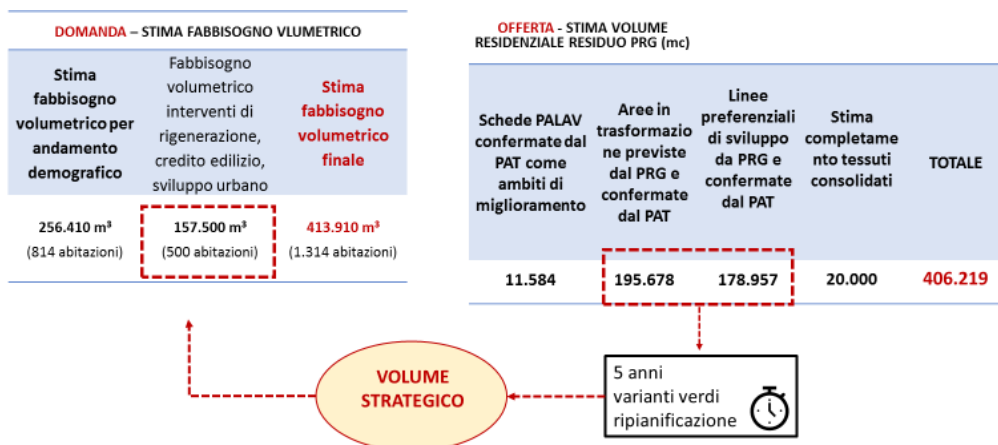 DOMANDA – STIMA FABBISOGNO VLUMETRICO
Stima
fabbisogno
volumetrico per
andamento
demografico
Fabbisogno
volumetrico
interventi di
rigenerazione,
credito edilizio,
sviluppo urbano
Stima
fabbisogno
volumetrico
finale
256.410 m³
(814 abitazioni)
157.500 m³
(500 abitazioni)
413.910 m³
(1.314 abitazioni)
OFFERTA - STIMA VOLUME
RESIDENZIALE RESIDUO PRG (mc)
Schede PALAV
confermate dal
PAT come
ambiti di
miglioramento
Aree in
trasformazio
ne previste
dal PRG e
confermate
dal PAT
Linee
preferenziali
di sviluppo
da PRG e
confermate
dal PAT
Stima
completame
nto tessuti
consolidati
TOTALE
11.584
195.678
178.957
20.000
406.219
VOLUME
STRATEGICO
5 anni
varianti verdi
ripianificazione